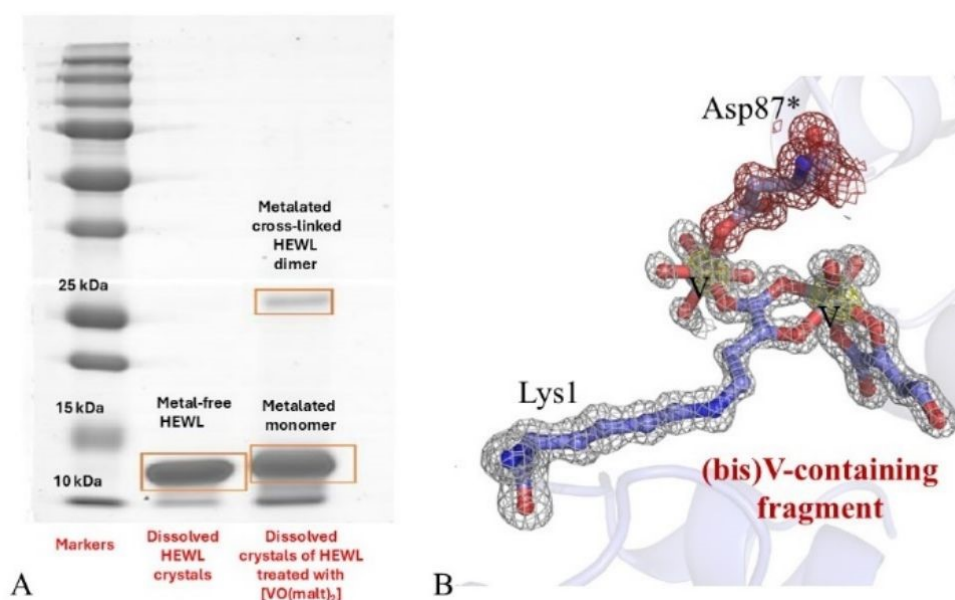 Metalated
cross-linked
HEWL
dimer
25 kDa
15 kDa
Metal-free
HEWL
Metalated
monomer
10 kDa
Markers
Dissolved
HEWL
crystals
Dissolved
crystals of HEWL
treated with
[VO(malt)₂]
A
Asp87*
V
V
Lys1
(bis)V-containing
fragment
B